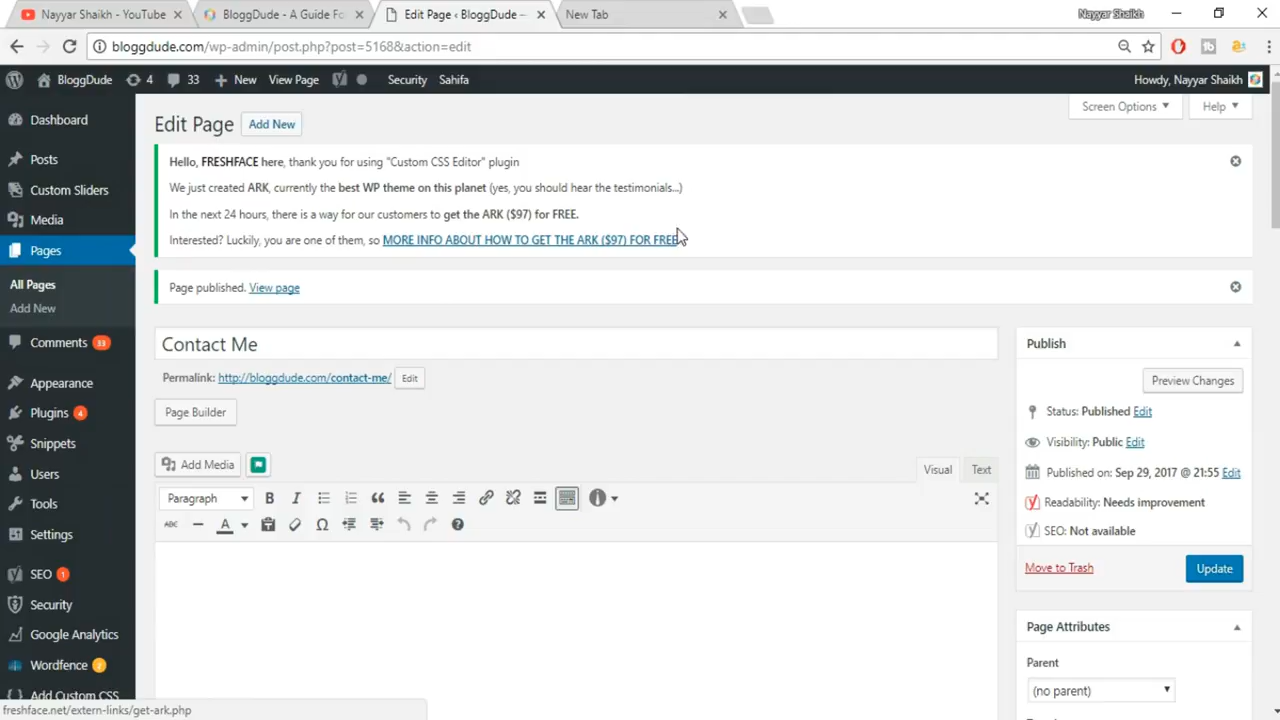 Nayyar Shaikh - YouTube
BloggDude - A Guide Fo
Edit Page ‹ BloggDude —
New Tab
Nayyar Shaikh
bloggdude.com/wp-admin/post.php?post=5168&action=edit
BloggDude
4
33
New
View Page
Security
Sahifa
Howdy, Nayyar Shaikh
Dashboard
Posts
Custom Sliders
Media
Pages
All Pages
Add New
Comments 33
Appearance
Plugins 4
Snippets
Users
Tools
Settings
SEO 1
Security
Google Analytics
Wordfence 2
Add Custom CSS
Screen Options
Help
Edit Page
Add New
Hello, FRESHFACE here, thank you for using "Custom CSS Editor" plugin
We just created ARK, currently the best WP theme on this planet (yes, you should hear the testimonials...)
In the next 24 hours, there is a way for our customers to get the ARK ($97) for FREE.
Interested? Luckily, you are one of them, so MORE INFO ABOUT HOW TO GET THE ARK ($97) FOR FREE
Page published. View page
Contact Me
Permalink: http://bloggdude.com/contact-me/ Edit
Page Builder
Add Media
Visual
Text
Paragraph
B
I
ABC
A
Publish
Preview Changes
Status: Published Edit
Visibility: Public Edit
Published on: Sep 29, 2017 @ 21:55 Edit
Readability: Needs improvement
SEO: Not available
Move to Trash
Update
Page Attributes
Parent
(no parent)
freshface.net/extern-links/get-ark.php